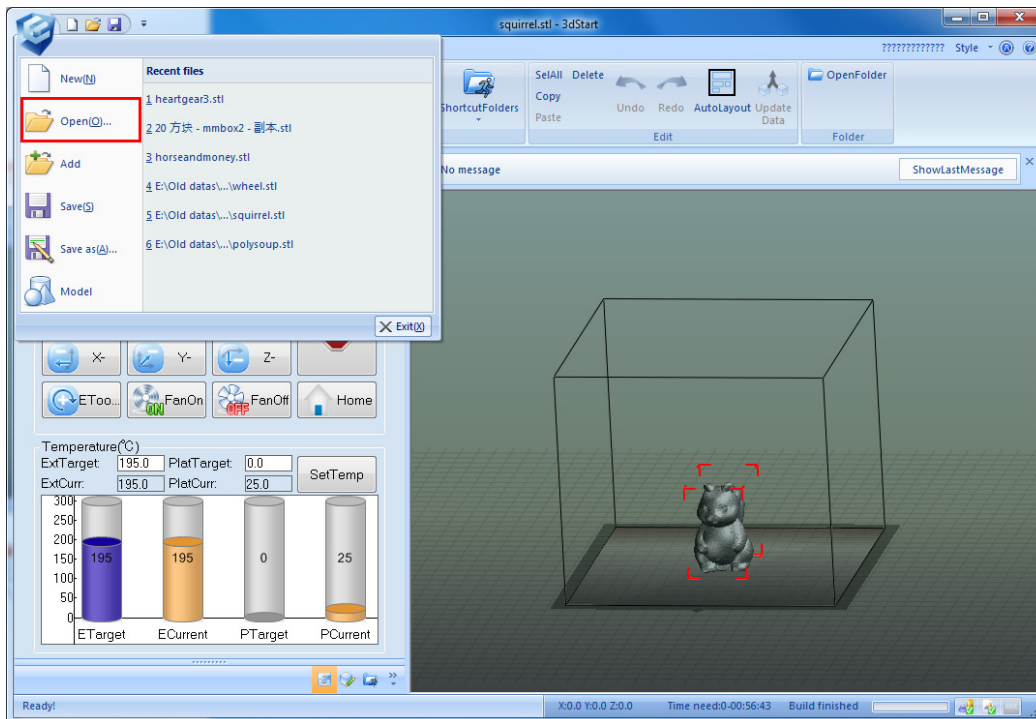 squirrel.stl - 3dStart
????????????? Style
New(N)
Open(O)...
Add
Save(S)
Save as(A)...
Model
Recent files
1 heartgear3.stl
2 20 方块 - mmbox2 - 副本.stl
3 horseandmoney.stl
4 E:\Old datas\...\wheel.stl
5 E:\Old datas\...\squirrel.stl
6 E:\Old datas\...\polysoup.stl
Exit(X)
ShortcutFolders
SelAll Delete
Copy
Paste
Undo Redo AutoLayout Update
Data
Edit
OpenFolder
Folder
No message
ShowLastMessage
X- Y- Z-
EToo... FanOn FanOff Home
ON
OFF
Temperature(℃)
ExtTarget: 195.0 PlatTarget: 0.0
ExtCurr: 195.0 PlatCurr: 25.0
SetTemp
300
250
200
150
100
50
0
195 195 0 25
ETarget ECurrent PTarget PCurrent
Ready!
X:0.0 Y:0.0 Z:0.0 Time need:0-00:56:43 Build finished